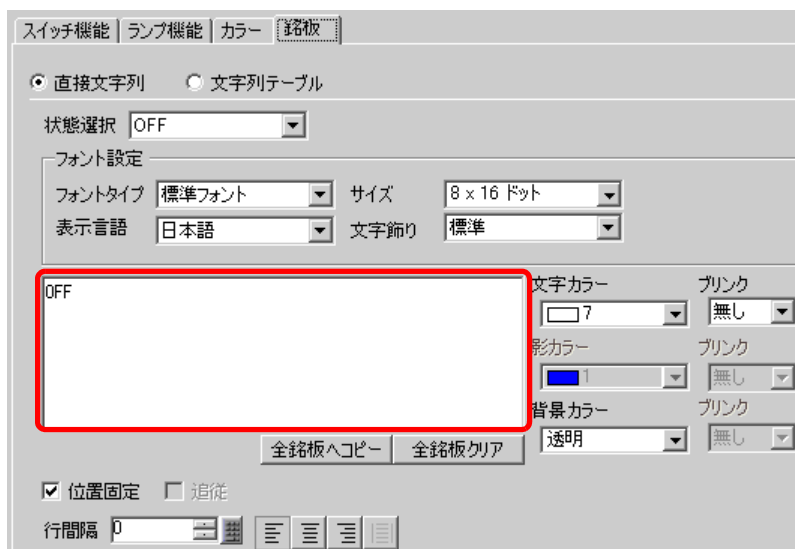 スイッチ機能 ランプ機能 カラー 銘板
直接文字列 文字列テーブル
状態選択 OFF
フォント設定
フォントタイプ 標準フォント サイズ 8 x 16 ドット
表示言語 日本語 文字飾り 標準
OFF
文字カラー ブリンク
7 無し
影カラー ブリンク
1 無し
背景カラー ブリンク
透明 無し
全銘板へコピー 全銘板クリア
位置固定 追従
行間隔 0